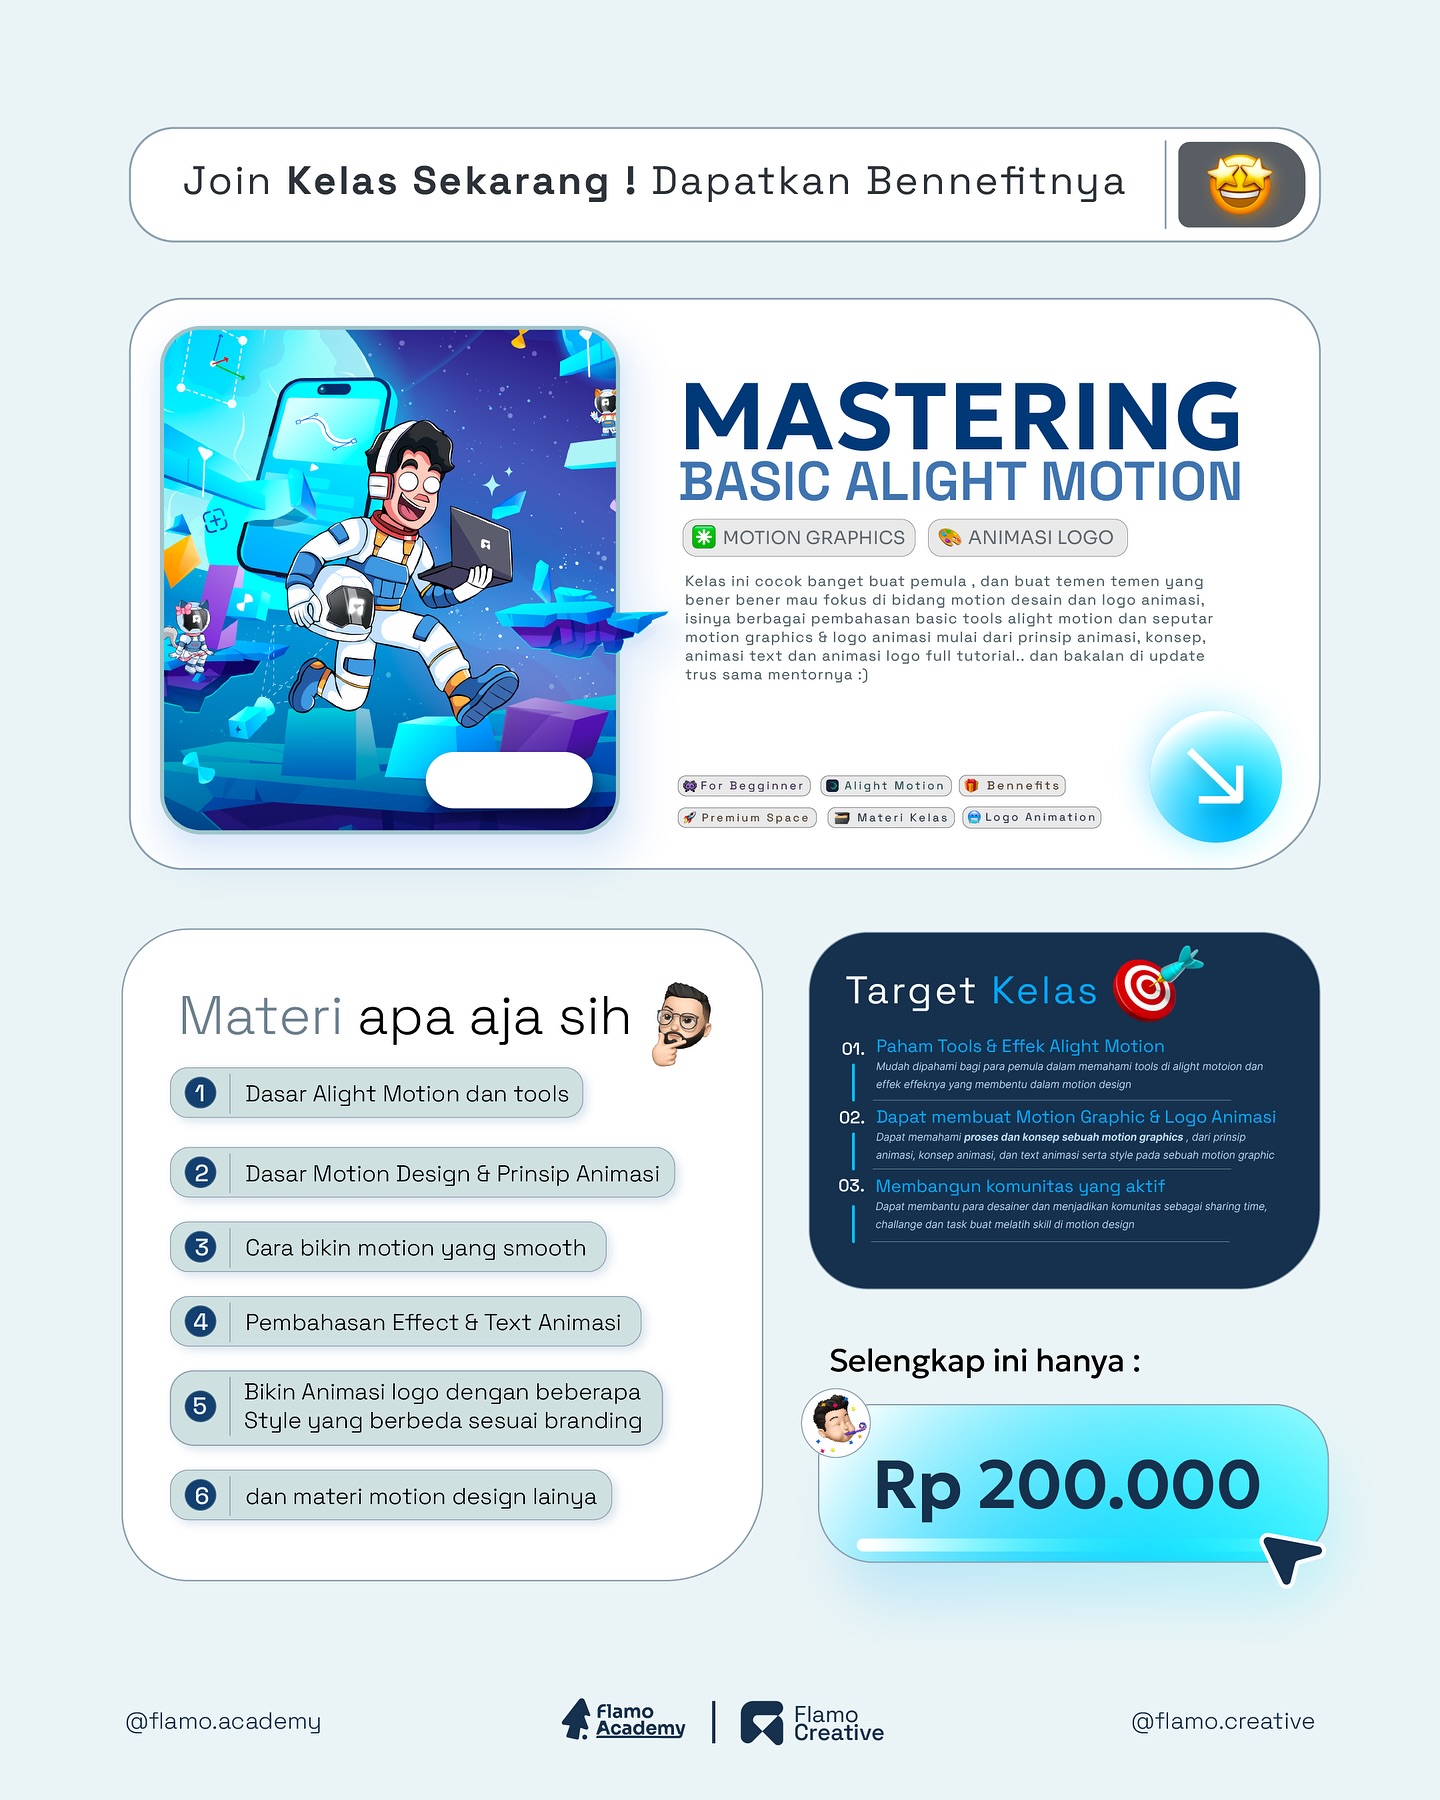 Join Kelas Sekarang ! Dapatkan Bennefitnya
MASTERING
BASIC ALIGHT MOTION
MOTION GRAPHICS
ANIMASI LOGO
Kelas ini cocok banget buat pemula , dan buat temen temen yang
bener bener mau fokus di bidang motion desain dan logo animasi,
isinya berbagai pembahasan basic tools alight motion dan seputar
motion graphics & logo animasi mulai dari prinsip animasi, konsep,
animasi text dan animasi logo full tutorial.. dan bakalan di update
trus sama mentornya :)
For Begginner
Alight Motion
Bennefits
Premium Space
Materi Kelas
Logo Animation
Materi apa aja sih
1 Dasar Alight Motion dan tools
2 Dasar Motion Design & Prinsip Animasi
3 Cara bikin motion yang smooth
4 Pembahasan Effect & Text Animasi
5 Bikin Animasi logo dengan beberapa
Style yang berbeda sesuai branding
6 dan materi motion design lainya
Target Kelas
01. Paham Tools & Effek Alight Motion
Mudah dipahami bagi para pemula dalam memahami tools di alight motoion dan
effek effeknya yang membentu dalam motion design
02. Dapat membuat Motion Graphic & Logo Animasi
Dapat memahami proses dan konsep sebuah motion graphics , dari prinsip
animasi, konsep animasi, dan text animasi serta style pada sebuah motion graphic
03. Membangun komunitas yang aktif
Dapat membantu para desainer dan menjadikan komunitas sebagai sharing time,
challange dan task buat melatih skill di motion design
Selengkap ini hanya :
Rp 200.000
@flamo.academy
flamo
Academy
Flamo
Creative
@flamo.creative